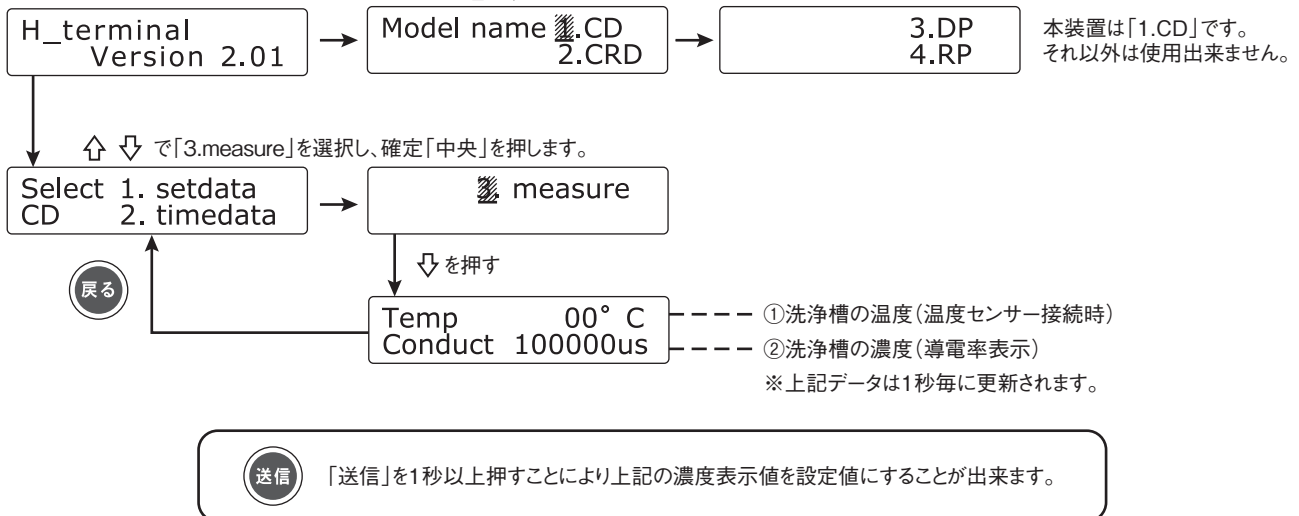 H_terminal
Version 2.01
Model name 1.CD
2.CRD
3.DP
4.RP
本装置は「1.CD」です。
それ以外は使用出来ません。
で「3.measure」を選択し、確定「中央」を押します。
Select 1. setdata
CD 2. timedata
3. measure
を押す
戻る
Temp 00° C
Conduct 100000us
①洗浄槽の温度(温度センサー接続時)
②洗浄槽の濃度(導電率表示)
※上記データは1秒毎に更新されます。
送信
「送信」を1秒以上押すことにより上記の濃度表示値を設定値にすることが出来ます。